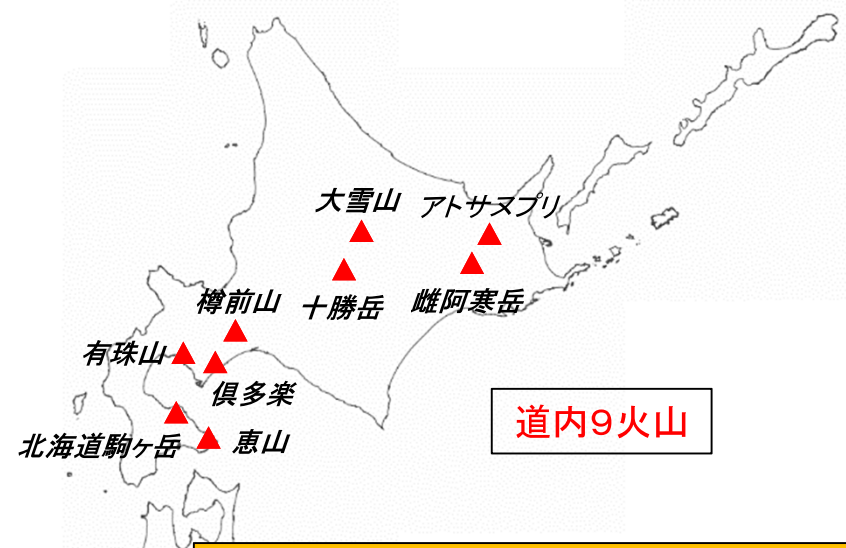 大雪山
アトサヌプリ
樽前山
十勝岳
雌阿寒岳
有珠山
倶多楽
道内９火山
北海道駒ヶ岳
恵山